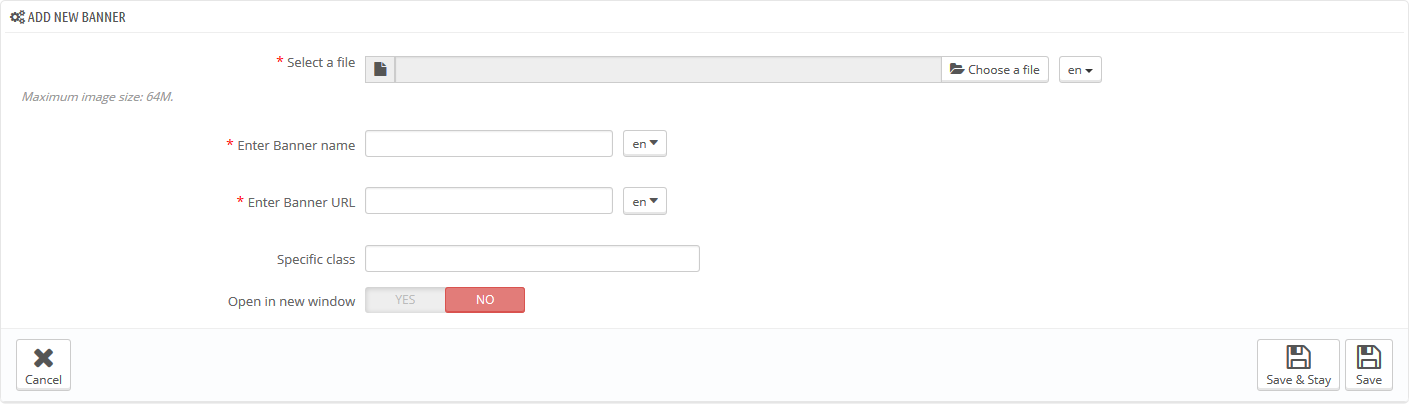 ADD NEW BANNER
* Select a file Choose a file en
Maximum image size: 64M.
* Enter Banner name en
* Enter Banner URL en
Specific class
Open in new window YES NO
Cancel Save & Stay Save